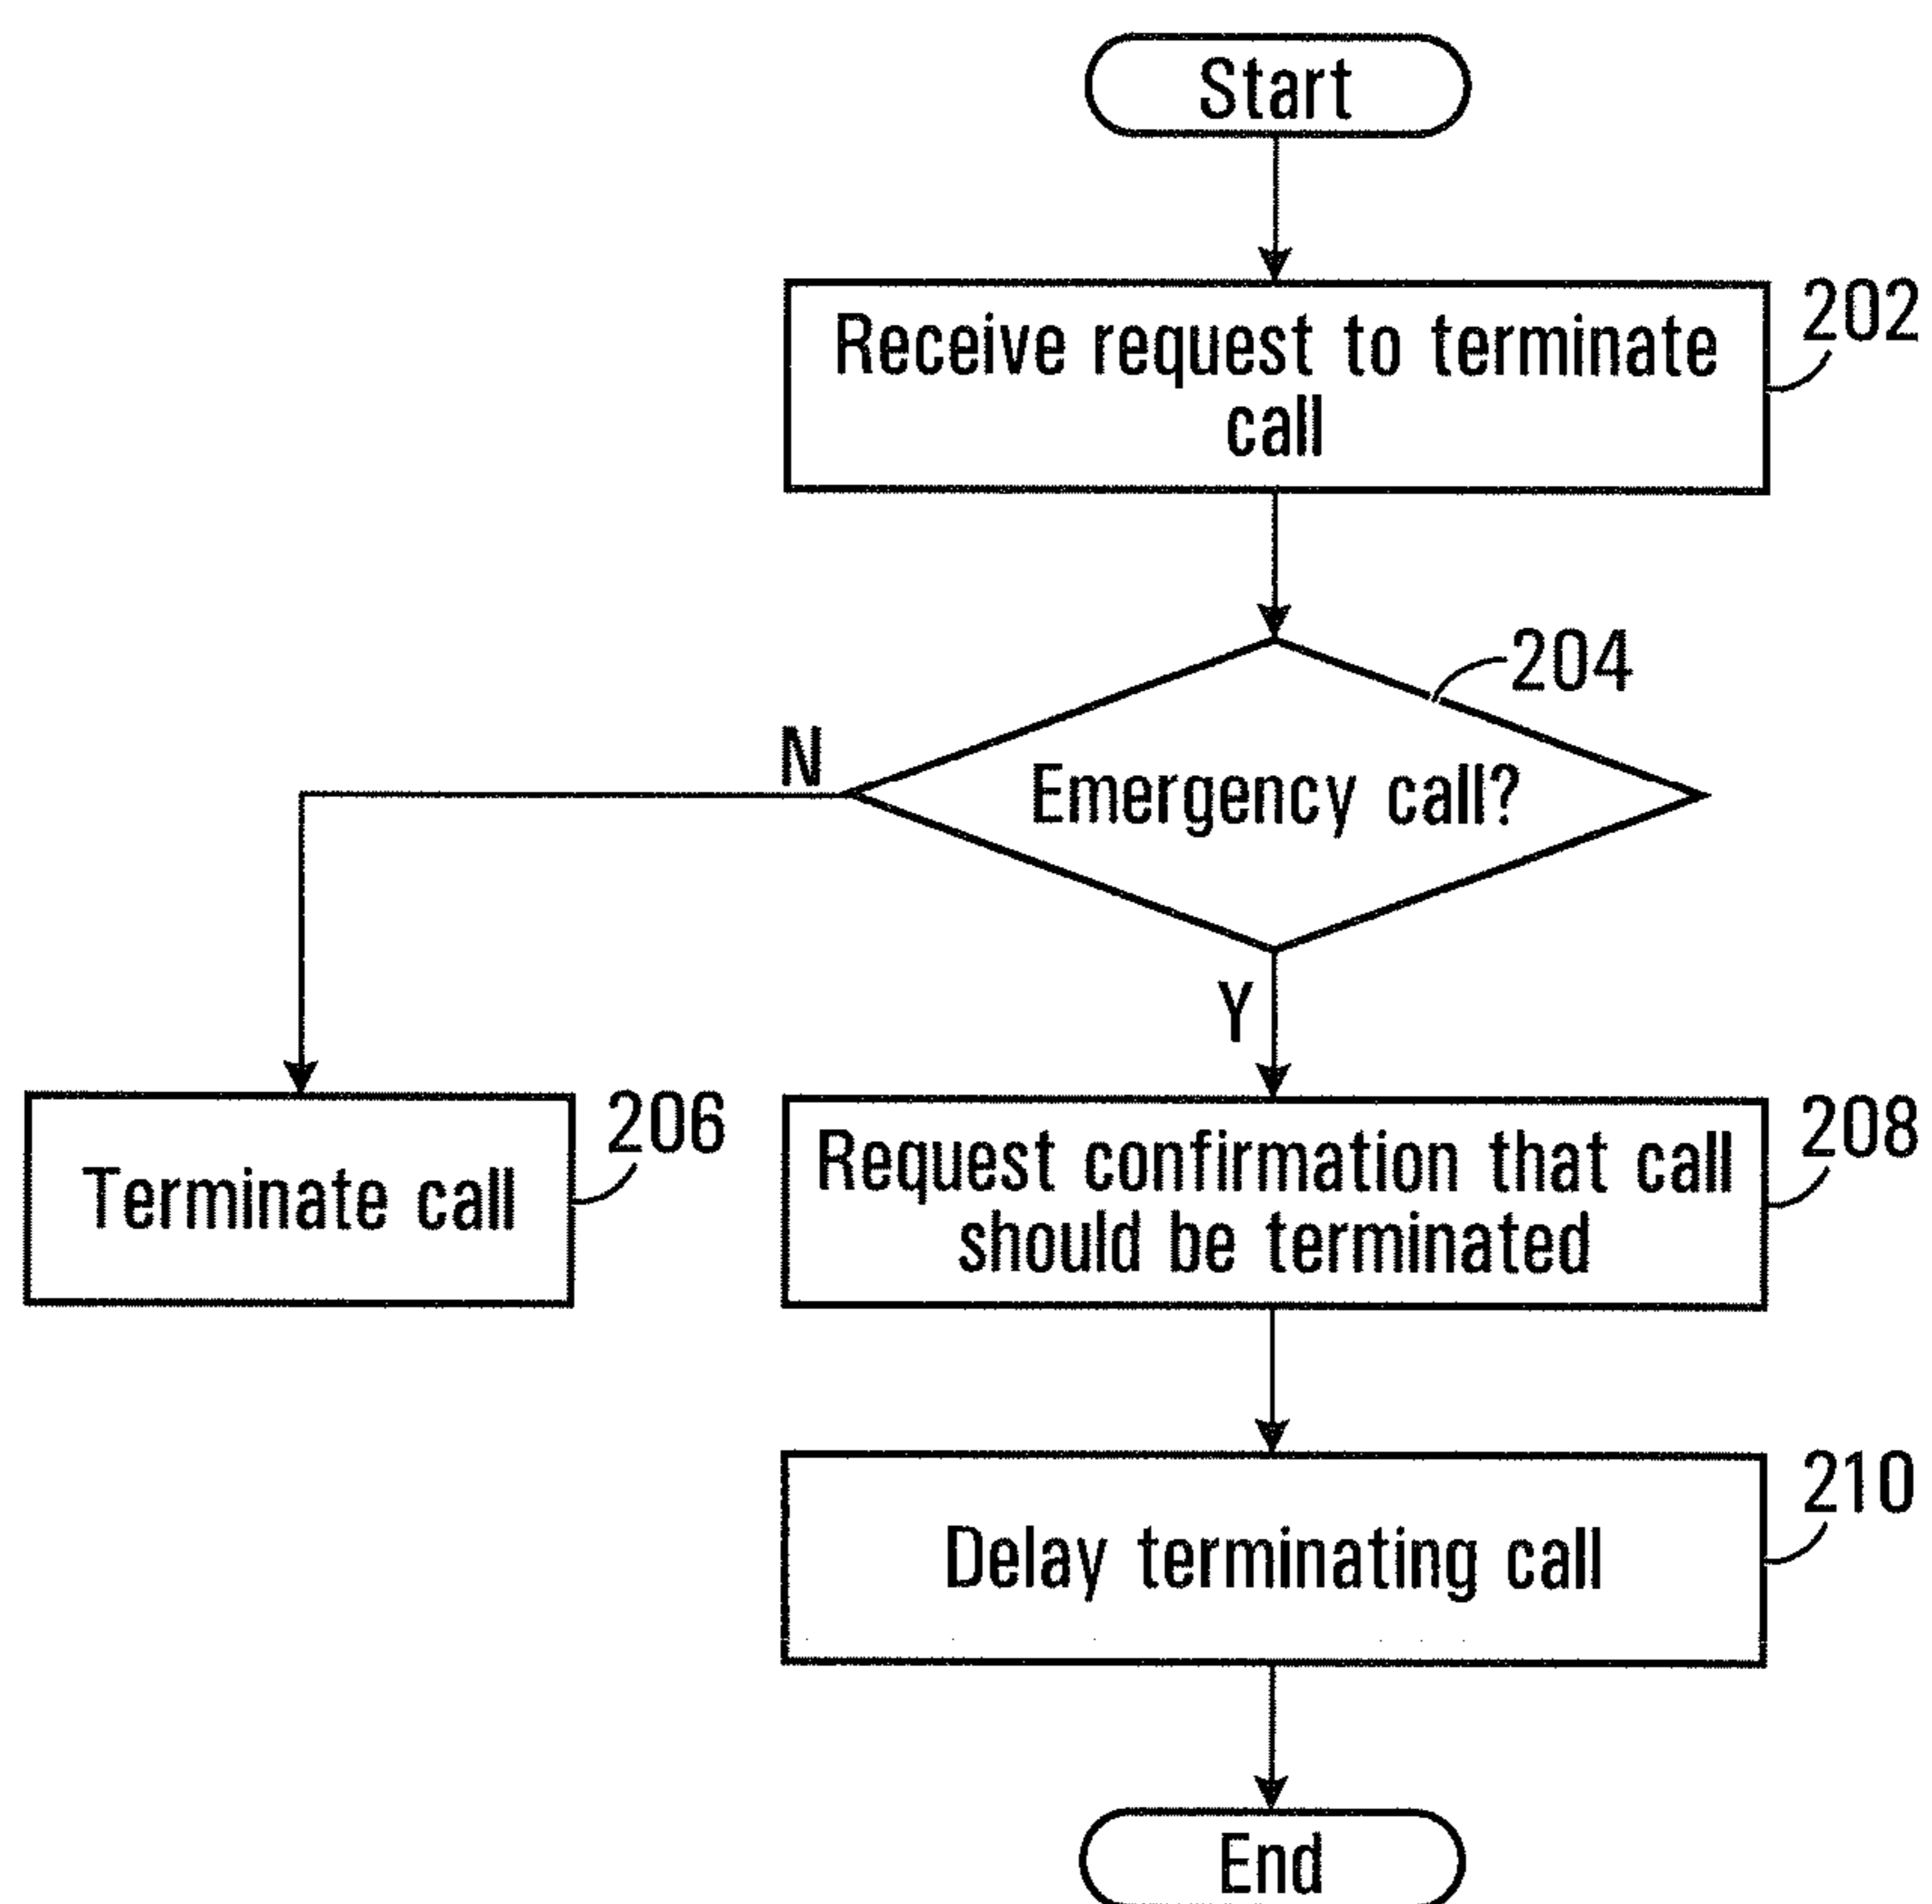 Start
Receive request to terminate
call
202
204
Emergency call?
N
Y
Terminate call
206
Request confirmation that call
should be terminated
208
Delay terminating call
210
End